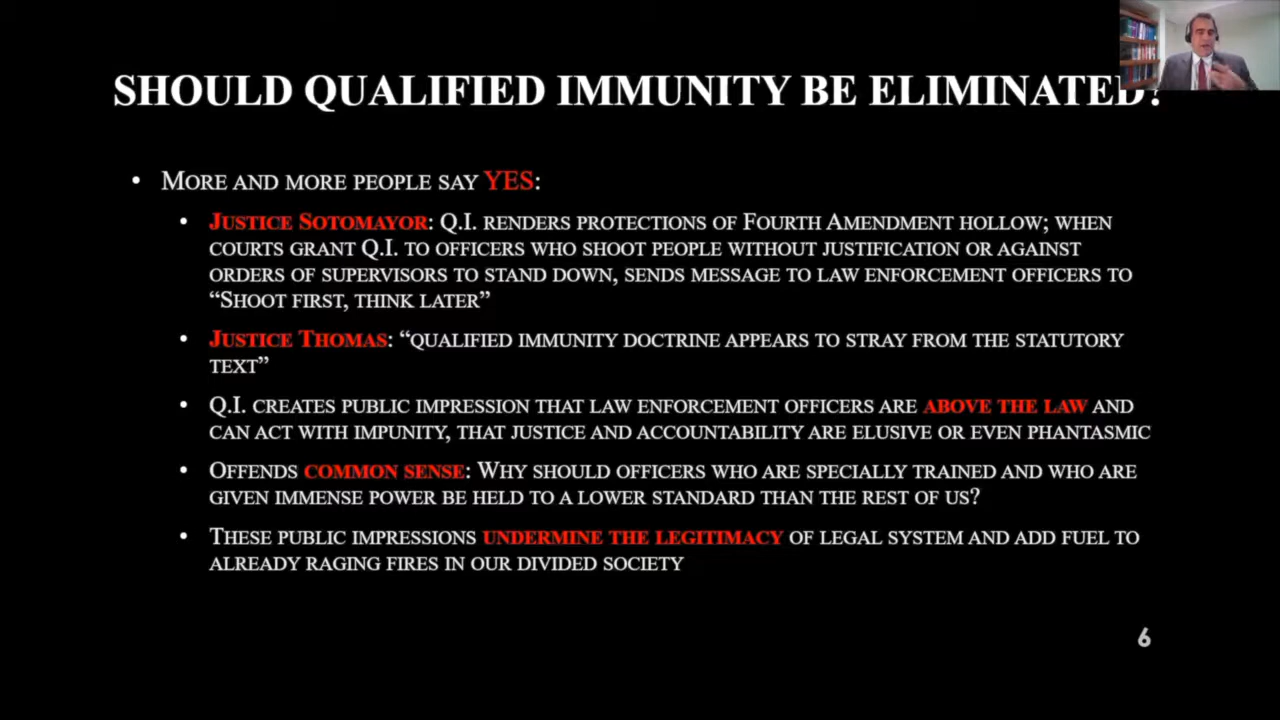 SHOULD QUALIFIED IMMUNITY BE ELIMINATED?
• MORE AND MORE PEOPLE SAY YES:
• JUSTICE SOTOMAYOR: Q.I. RENDERS PROTECTIONS OF FOURTH AMENDMENT HOLLOW; WHEN
COURTS GRANT Q.I. TO OFFICERS WHO SHOOT PEOPLE WITHOUT JUSTIFICATION OR AGAINST
ORDERS OF SUPERVISORS TO STAND DOWN, SENDS MESSAGE TO LAW ENFORCEMENT OFFICERS TO
“SHOOT FIRST, THINK LATER”
• JUSTICE THOMAS: “QUALIFIED IMMUNITY DOCTRINE APPEARS TO STRAY FROM THE STATUTORY
TEXT”
• Q.I. CREATES PUBLIC IMPRESSION THAT LAW ENFORCEMENT OFFICERS ARE ABOVE THE LAW AND
CAN ACT WITH IMPUNITY, THAT JUSTICE AND ACCOUNTABILITY ARE ELUSIVE OR EVEN PHANTASMIC
• OFFENDS COMMON SENSE: WHY SHOULD OFFICERS WHO ARE SPECIALLY TRAINED AND WHO ARE
GIVEN IMMENSE POWER BE HELD TO A LOWER STANDARD THAN THE REST OF US?
• THESE PUBLIC IMPRESSIONS UNDERMINE THE LEGITIMACY OF LEGAL SYSTEM AND ADD FUEL TO
ALREADY RAGING FIRES IN OUR DIVIDED SOCIETY
6